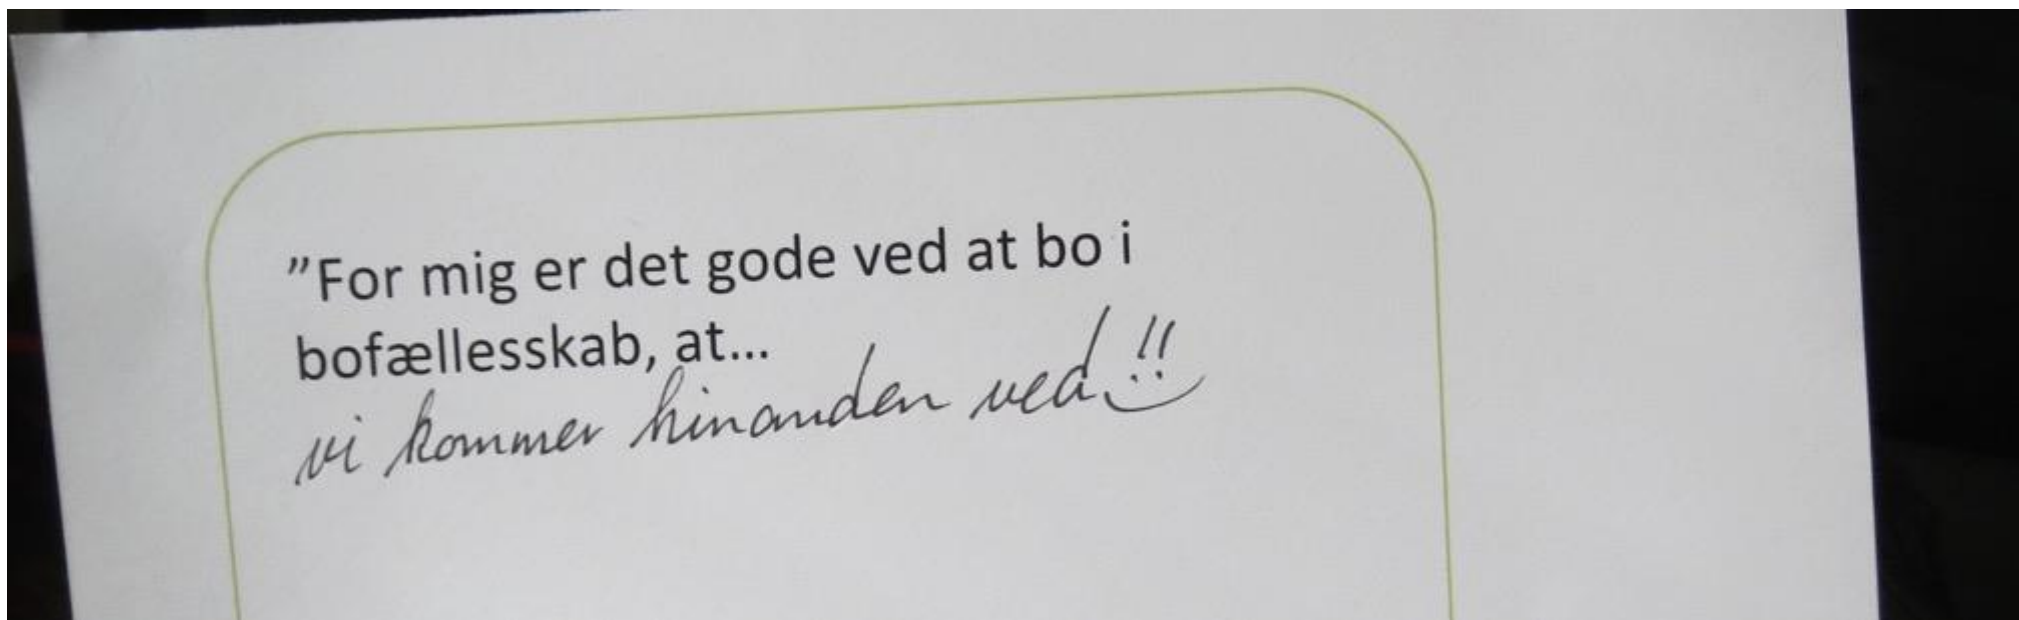 ”For mig er det gode ved at bo i
bofællesskab, at...
vi kommer hinanden ved!!